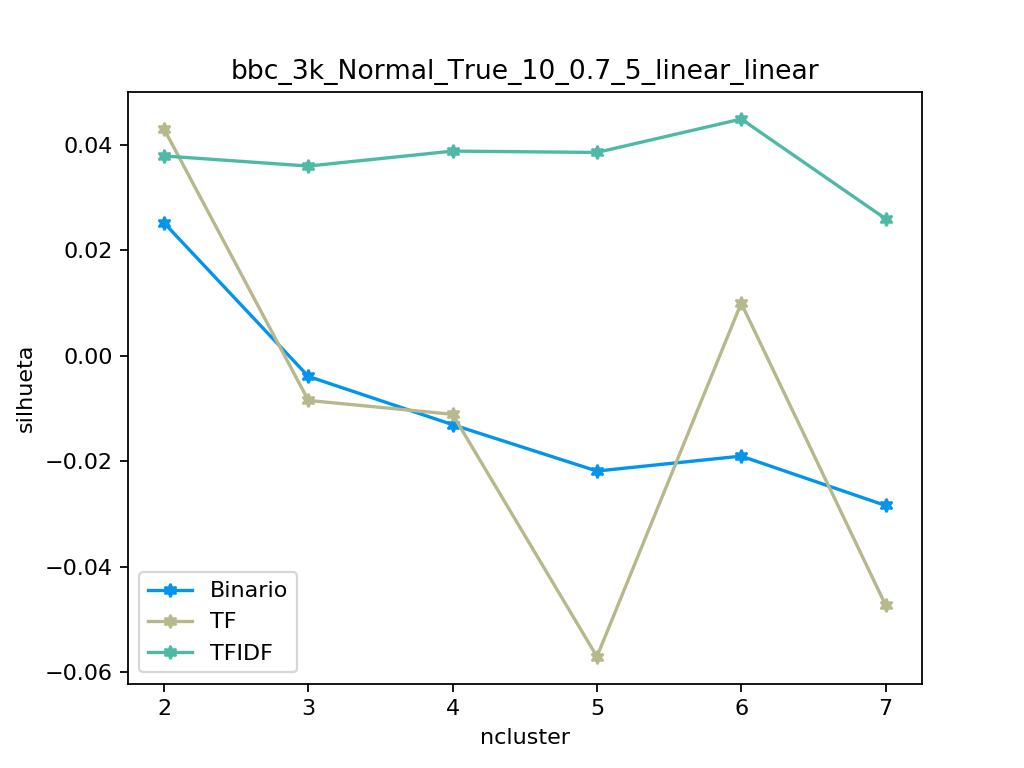 bbc_3k_Normal_True_10_0.7_5_linear_linear
0.04
0.02
0.00
−0.02
−0.04
−0.06
silhueta
Binario
TF
TFIDF
2 3 4 5 6 7
ncluster